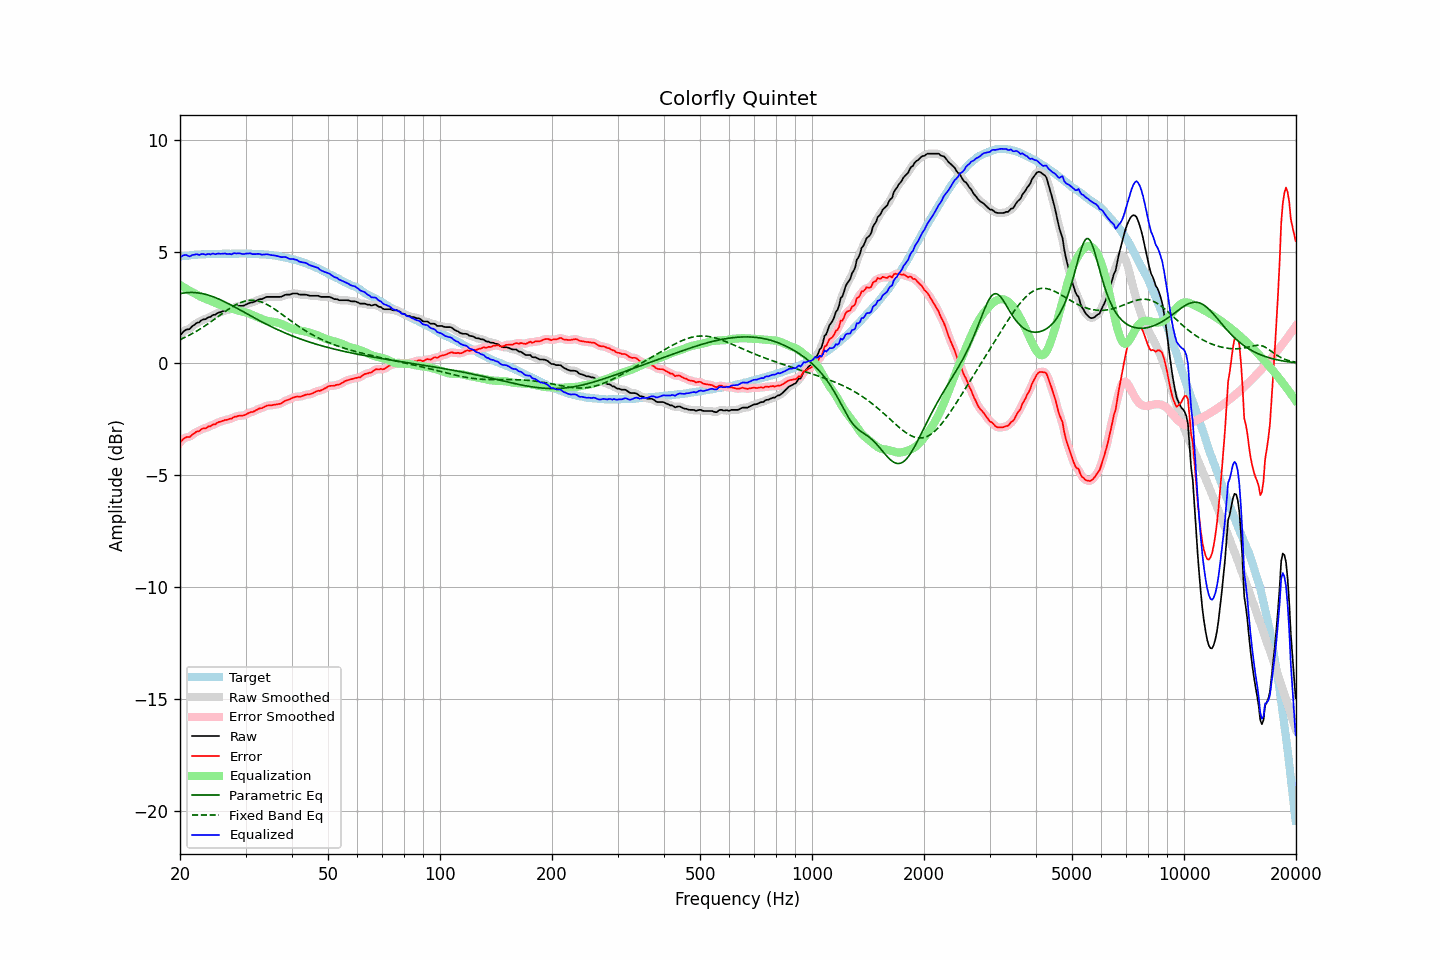 Colorfly Quintet
Amplitude (dBr)
10
5
0
−5
−10
−15
−20
Target
Raw Smoothed
Error Smoothed
Raw
Error
Equalization
Parametric Eq
Fixed Band Eq
Equalized
20 50 100 200 500 1000 2000 5000 10000 20000
Frequency (Hz)